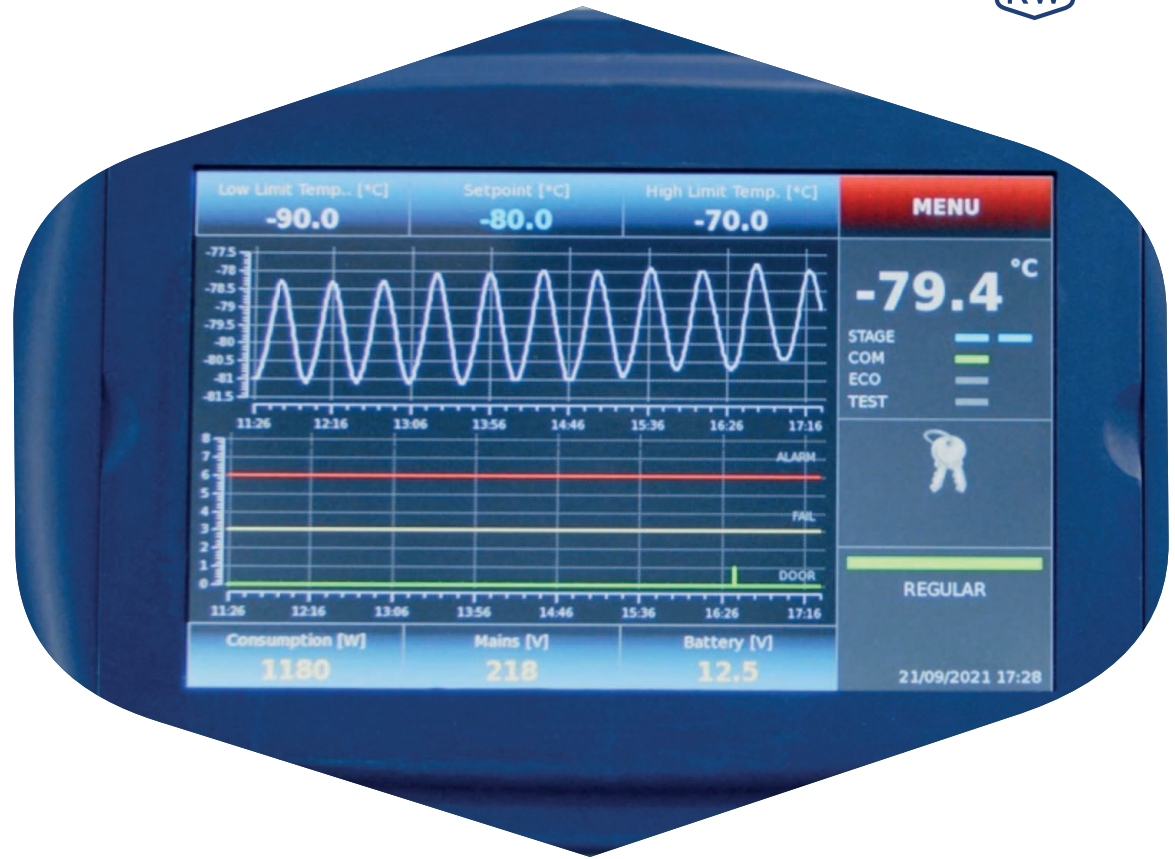 RW
Low Limit Temp.. [°C] Setpoint [°C] High Limit Temp. [°C] MENU
-90.0 -80.0 -70.0
-79.4 °C
STAGE
COM
ECO
TEST
-77.5
-78
-78.5
-79
-79.5
-80
-80.5
-81
-81.5
11:26 12:16 13:06 13:56 14:46 15:36 16:26 17:16
8
7 ALARM
6
5
4 FAIL
3
2
1 DOOR
0
11:26 12:16 13:06 13:56 14:46 15:36 16:26 17:16
REGULAR
Consumption [W] Mains [V] Battery [V]
1180 218 12.5
21/09/2021 17:28